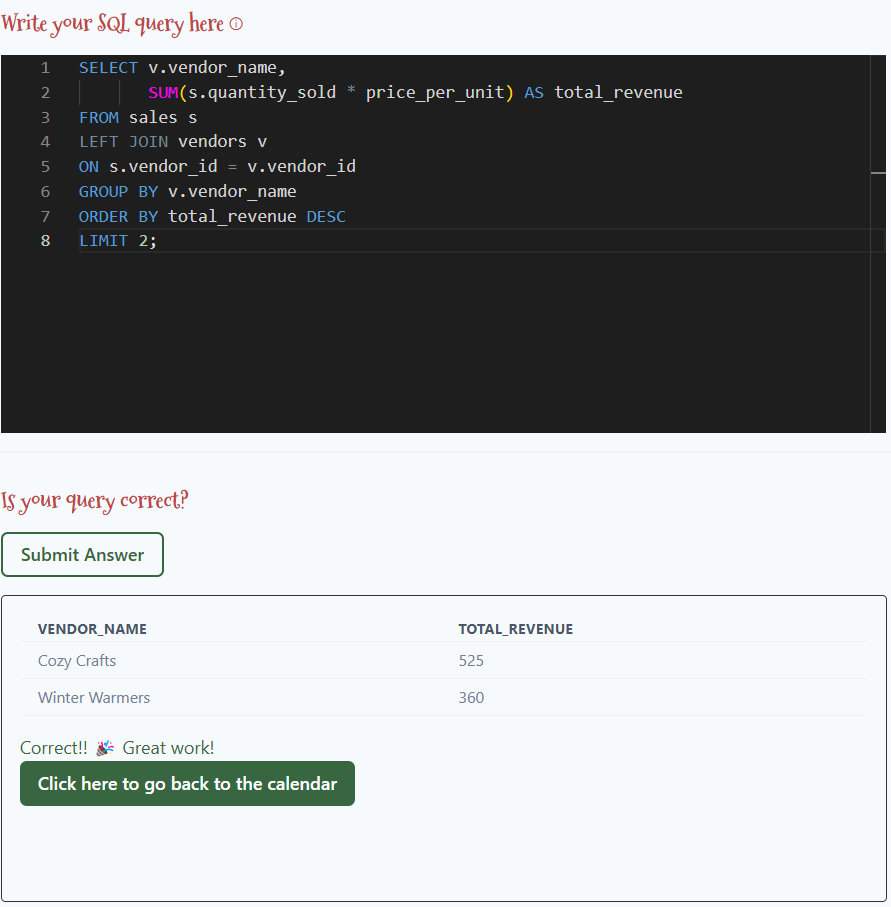 Write your SQL query here ⓘ
1 SELECT v.vendor_name,
2 SUM(s.quantity_sold * price_per_unit) AS total_revenue
3 FROM sales s
4 LEFT JOIN vendors v
5 ON s.vendor_id = v.vendor_id
6 GROUP BY v.vendor_name
7 ORDER BY total_revenue DESC
8 LIMIT 2;
Is your query correct?
Submit Answer
VENDOR_NAME TOTAL_REVENUE
Cozy Crafts 525
Winter Warmers 360
Correct!! 🎉 Great work!
Click here to go back to the calendar